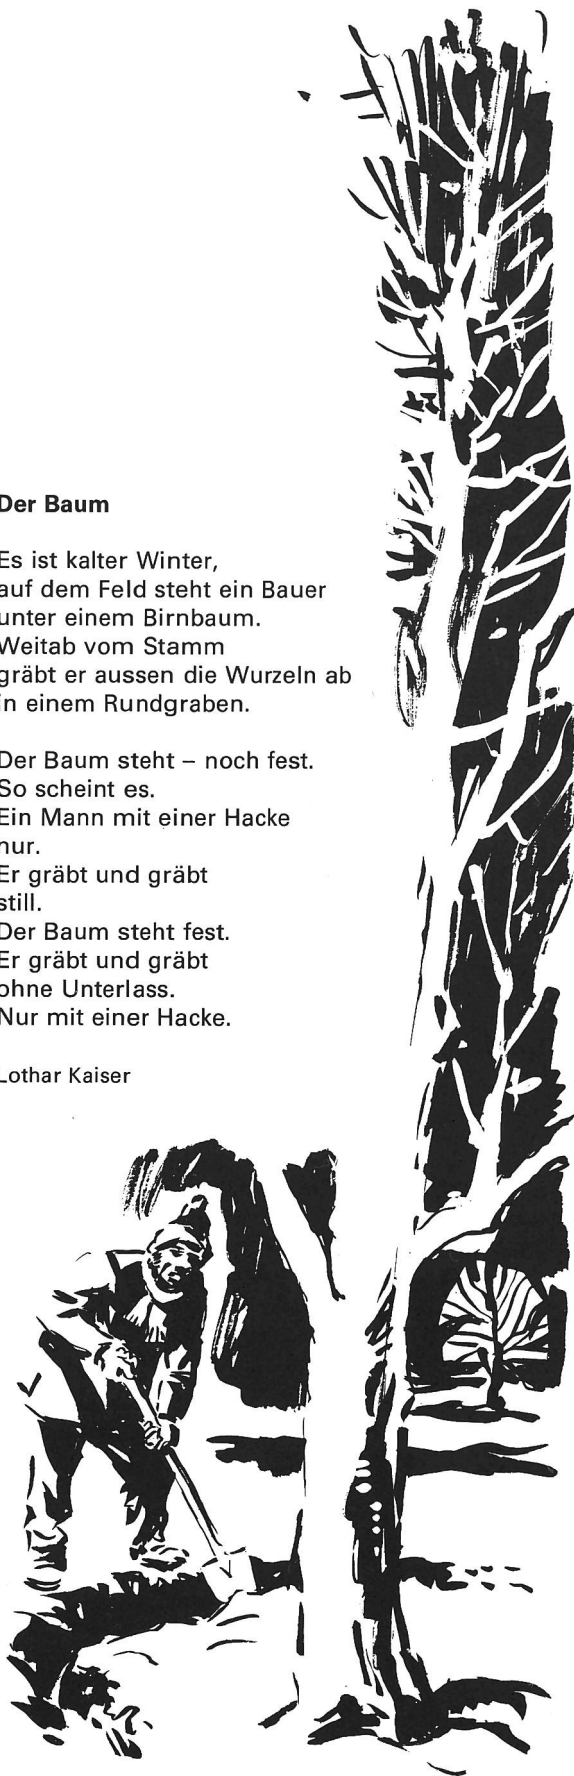 Der Baum

Es ist kalter Winter,
auf dem Feld steht ein Bauer
unter einem Birnbaum.
Weitab vom Stamm
gräbt er aussen die Wurzeln ab
in einem Rundgraben.

Der Baum steht – noch fest.
So scheint es.
Ein Mann mit einer Hacke
nur.
Er gräbt und gräbt
still.
Der Baum steht fest.
Er gräbt und gräbt
ohne Unterlass.
Nur mit einer Hacke.

Lothar Kaiser